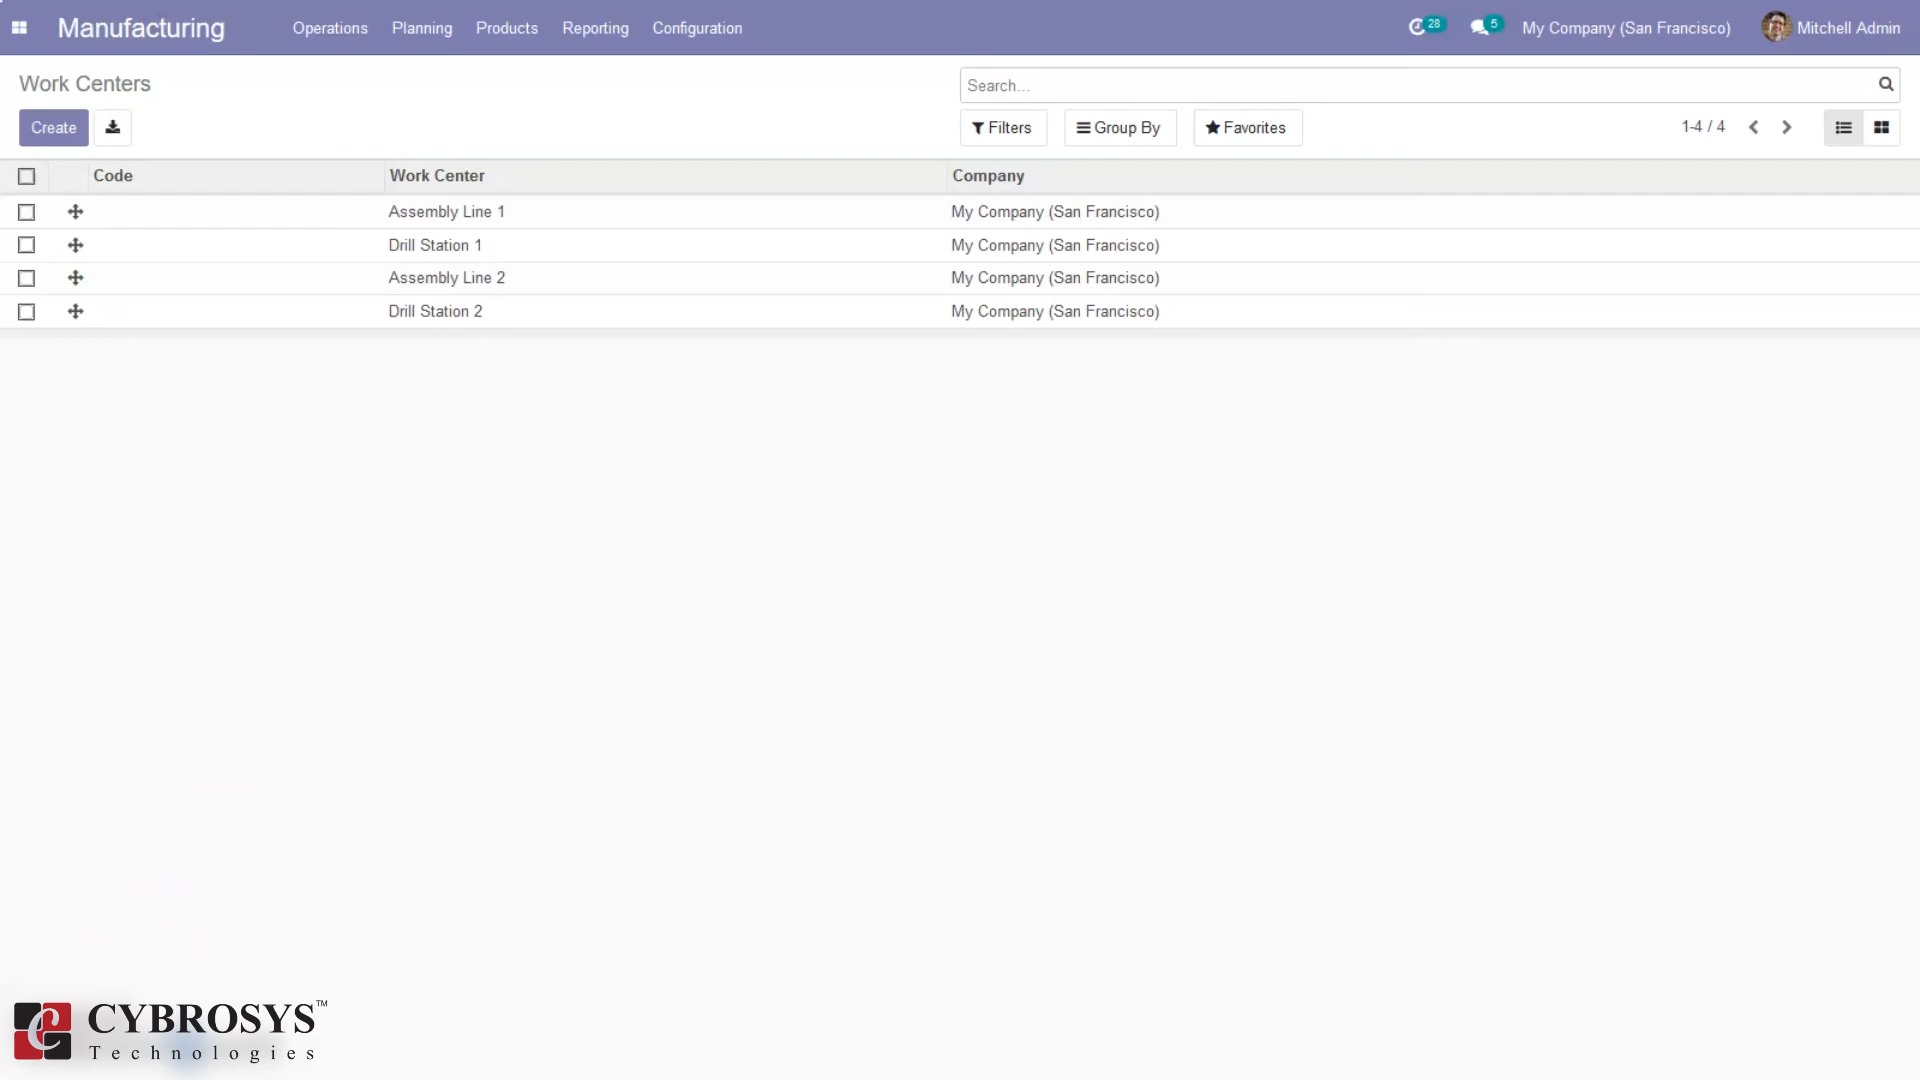 Manufacturing Operations Planning Products Reporting Configuration 28 5 My Company (San Francisco) Mitchell Admin
Work Centers
Search...
Create Filters Group By Favorites 1-4 / 4
Code Work Center Company
Assembly Line 1 My Company (San Francisco)
Drill Station 1 My Company (San Francisco)
Assembly Line 2 My Company (San Francisco)
Drill Station 2 My Company (San Francisco)
CYBROSYS™
Technologies